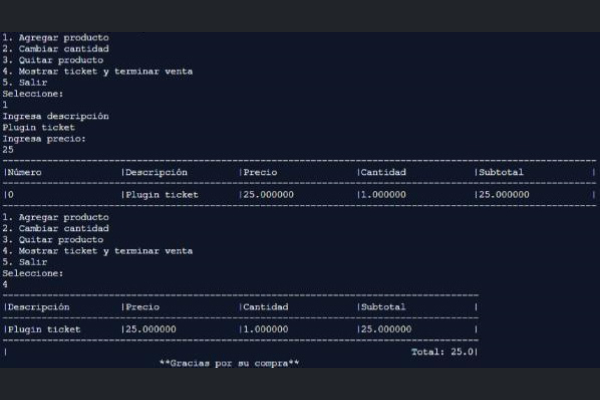 1. Agregar producto
2. Cambiar cantidad
3. Quitar producto
4. Mostrar ticket y terminar venta
5. Salir
Seleccione:
1
Ingresa descripción
Plugin ticket
Ingresa precio:
25
|Número |Descripción |Precio |Cantidad |Subtotal |
|0 |Plugin ticket |25.000000 |1.000000 |25.000000 |
1. Agregar producto
2. Cambiar cantidad
3. Quitar producto
4. Mostrar ticket y terminar venta
5. Salir
Seleccione:
4
|Descripción |Precio |Cantidad |Subtotal |
|Plugin ticket |25.000000 |1.000000 |25.000000 |
| Total: 25.0|
**Gracias por su compra**